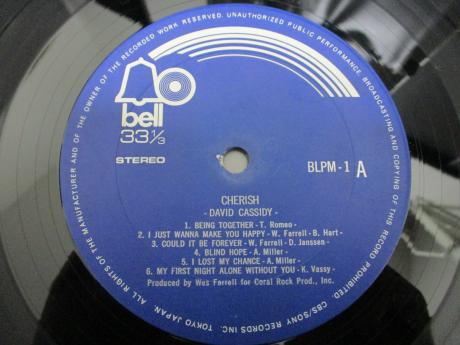 ALL RIGHTS OF THE MANUFACTURER AND OF THE OWNER OF THE RECORDED WORK RESERVED. UNAUTHORIZED PUBLIC PERFORMANCE, BROADCASTING AND COPYING OF THIS RECORD PROHIBITED. CBS/SONY RECORDS INC. TOKYO JAPAN.
bell
33 1/3
STEREO
BLPM-1 A
CHERISH
- DAVID CASSIDY -
1. BEING TOGETHER - T. Romeo -
2. I JUST WANNA MAKE YOU HAPPY - W. Farrell - B. Hart -
3. COULD IT BE FOREVER - W. Farrell - D. Janssen -
4. BLIND HOPE - A. Miller -
5. I LOST MY CHANCE - A. Miller -
6. MY FIRST NIGHT ALONE WITHOUT YOU - K. Vassy -
Produced by Wes Farrell for Coral Rock Prod., Inc.